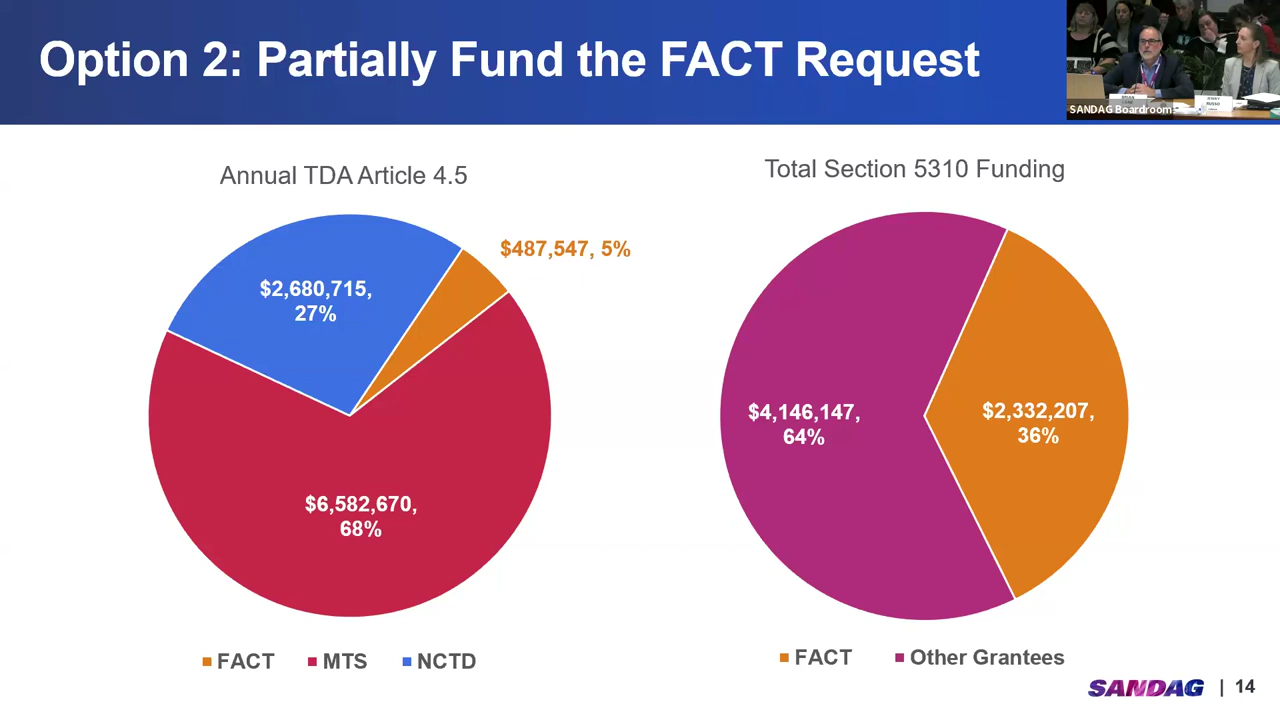 Option 2: Partially Fund the FACT Request
SANDAG Boardroom
Annual TDA Article 4.5
$487,547, 5%
$2,680,715,
27%
$6,582,670,
68%
FACT MTS NCTD
Total Section 5310 Funding
$4,146,147,
64%
$2,332,207,
36%
FACT Other Grantees
SANDAG | 14